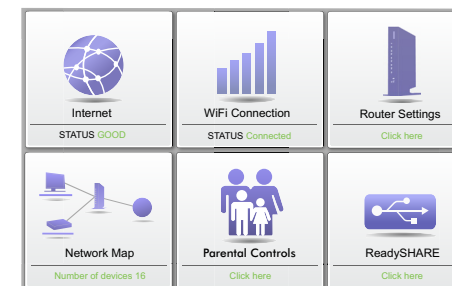 Internet
STATUS GOOD
WiFi Connection
STATUS Connected
Router Settings
Click here
Network Map
Number of devices 16
Parental Controls
Click here
ReadySHARE
Click here